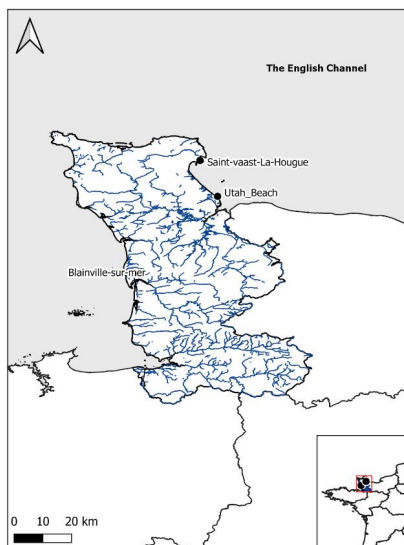 The English Channel
Saint-vaast-La-Hougue
Utah_Beach
Blainville-sur-mer
0 10 20 km